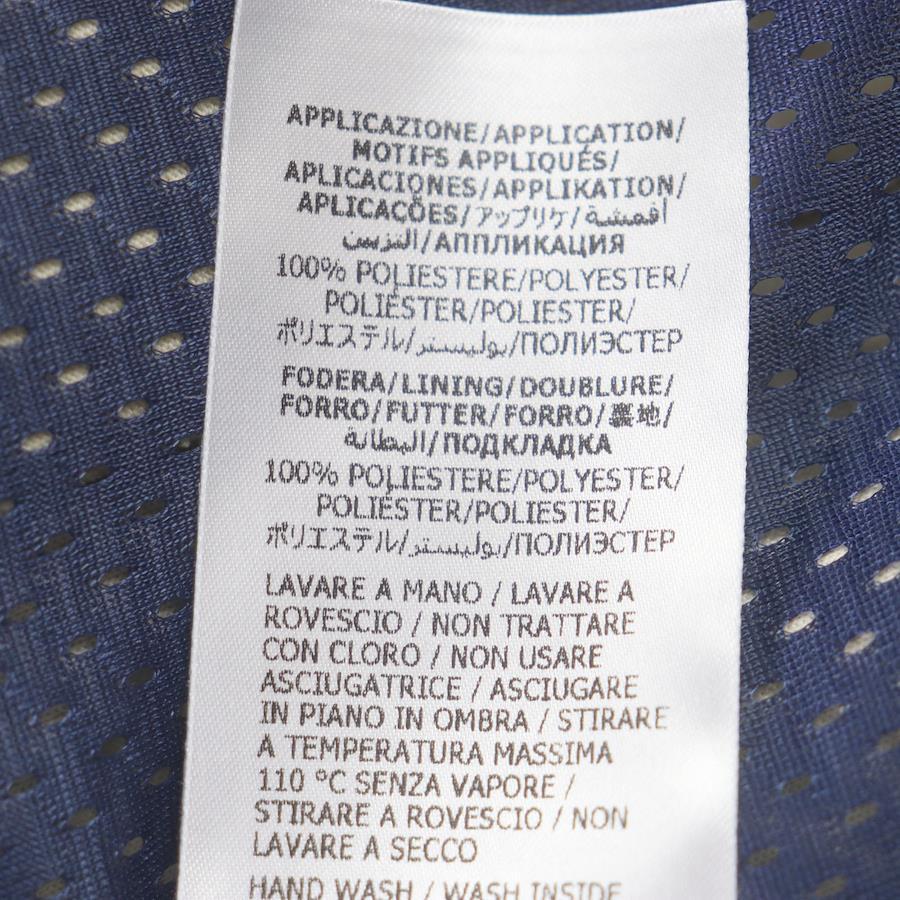 APPLICAZIONE/APPLICATION/
MOTIFS APPLIQUÉS/
APLICACIONES/APPLIKATION/
APLICAÇÕES/アップリケ/أقمشة
التزيين/АППЛИКАЦИЯ
100% POLIESTERE/POLYESTER/
POLIÉSTER/POLIESTER/
ポリエステル/بوليستر/ПОЛИЭСТЕР
FODERA/LINING/DOUBLURE/
FORRO/FUTTER/FORRO/裏地/
البطانة/ПОДКЛАДКА
100% POLIESTERE/POLYESTER/
POLIÉSTER/POLIESTER/
ポリエステル/بوليستر/ПОЛИЭСТЕР
LAVARE A MANO / LAVARE A
ROVESCIO / NON TRATTARE
CON CLORO / NON USARE
ASCIUGATRICE / ASCIUGARE
IN PIANO IN OMBRA / STIRARE
A TEMPERATURA MASSIMA
110 °C SENZA VAPORE /
STIRARE A ROVESCIO / NON
LAVARE A SECCO
HAND WASH / WASH INSIDE